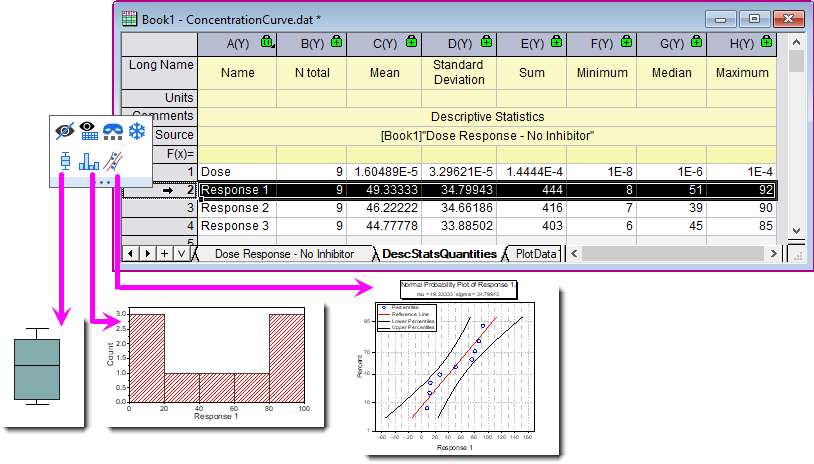 Book1 - ConcentrationCurve.dat *
A(Y) B(Y) C(Y) D(Y) E(Y) F(Y) G(Y) H(Y)
Long Name Name N total Mean Standard Deviation Sum Minimum Median Maximum
Units
Comments Descriptive Statistics
Source [Book1]"Dose Response - No Inhibitor"
F(x)=
1 Dose 9 1.60489E-5 3.29621E-5 1.4444E-4 1E-8 1E-6 1E-4
2 Response 1 9 49.33333 34.79943 444 8 51 92
3 Response 2 9 46.22222 34.66186 416 7 39 90
4 Response 3 9 44.77778 33.88502 403 6 45 85
5
Dose Response - No Inhibitor DescStatsQuantities PlotData1
Normal Probability Plot of Response 1.
mu = 49.33333 sigma = 34.79943
Percentiles
Reference Line
Lower Percentiles
Upper Percentiles
95
70
40
10
1
Percent
-60 -40 -20 0 20 40 60 80 100 120 140 160
Response 1
3.0
2.5
2.0
1.5
1.0
0.5
0.0
Count
0 20 40 60 80 100
Response 1